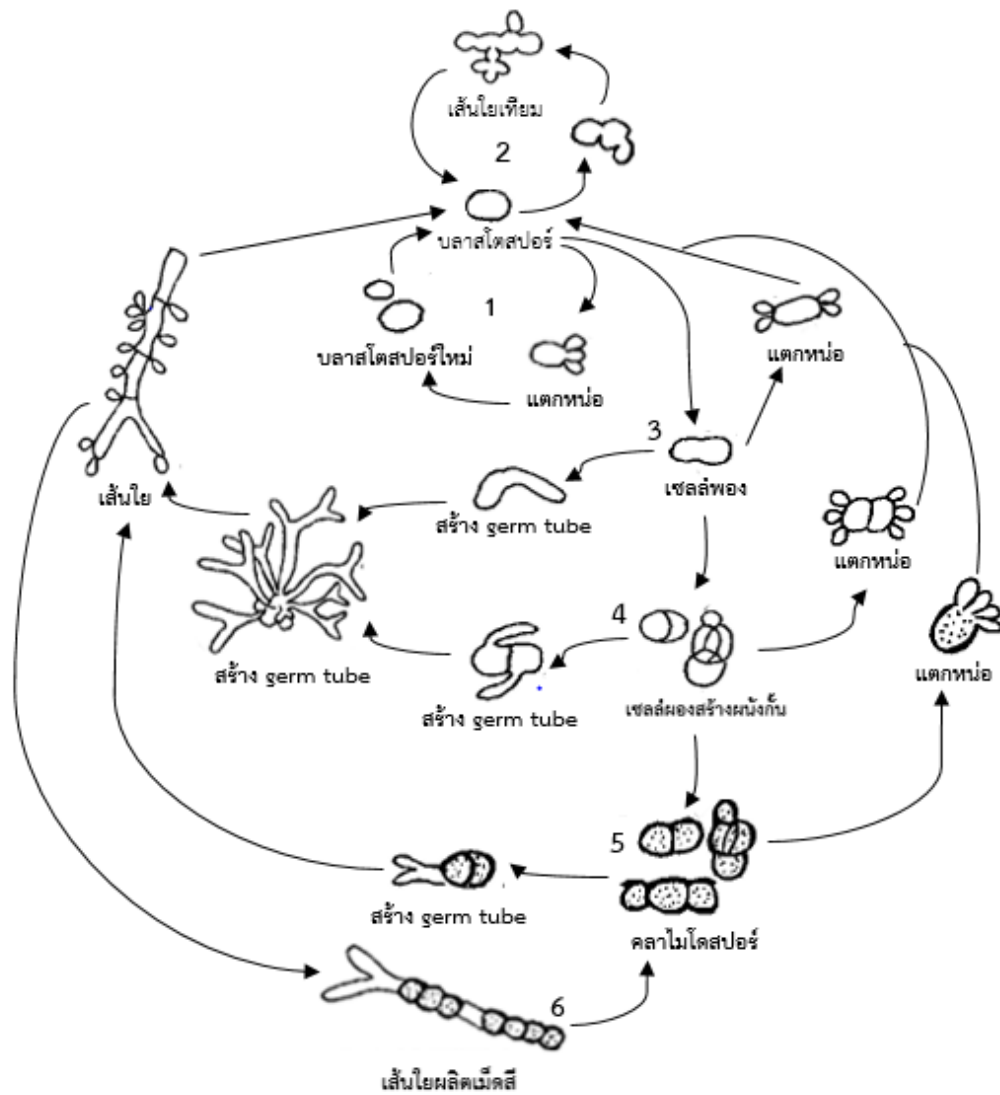 เส้นใยเทียม
2
บลาสโตสปอร์
1
บลาสโตสปอร์ใหม่
แตกหน่อ
แตกหน่อ
3
เซลล์พอง
สร้าง germ tube
เส้นใย
แตกหน่อ
4
สร้าง germ tube
สร้าง germ tube
เซลล์ผองสร้างผนังกั้น
แตกหน่อ
5
สร้าง germ tube
คลาไมโดสปอร์
6
เส้นใยผลิตเม็ดสี